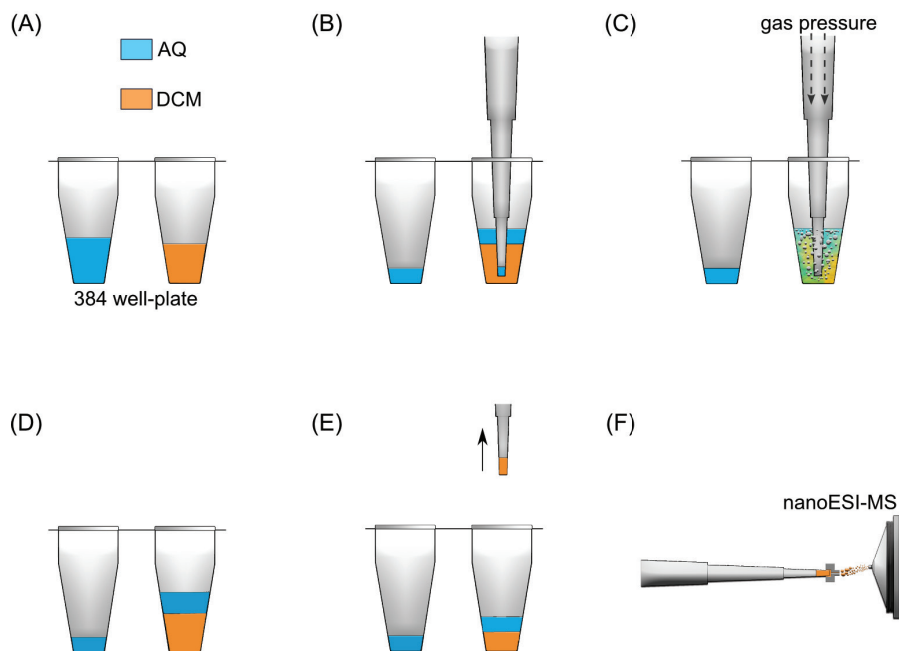 (A)
AQ
DCM
384 well-plate
(B)
(C)
gas pressure
(D)
(E)
(F)
nanoESI-MS